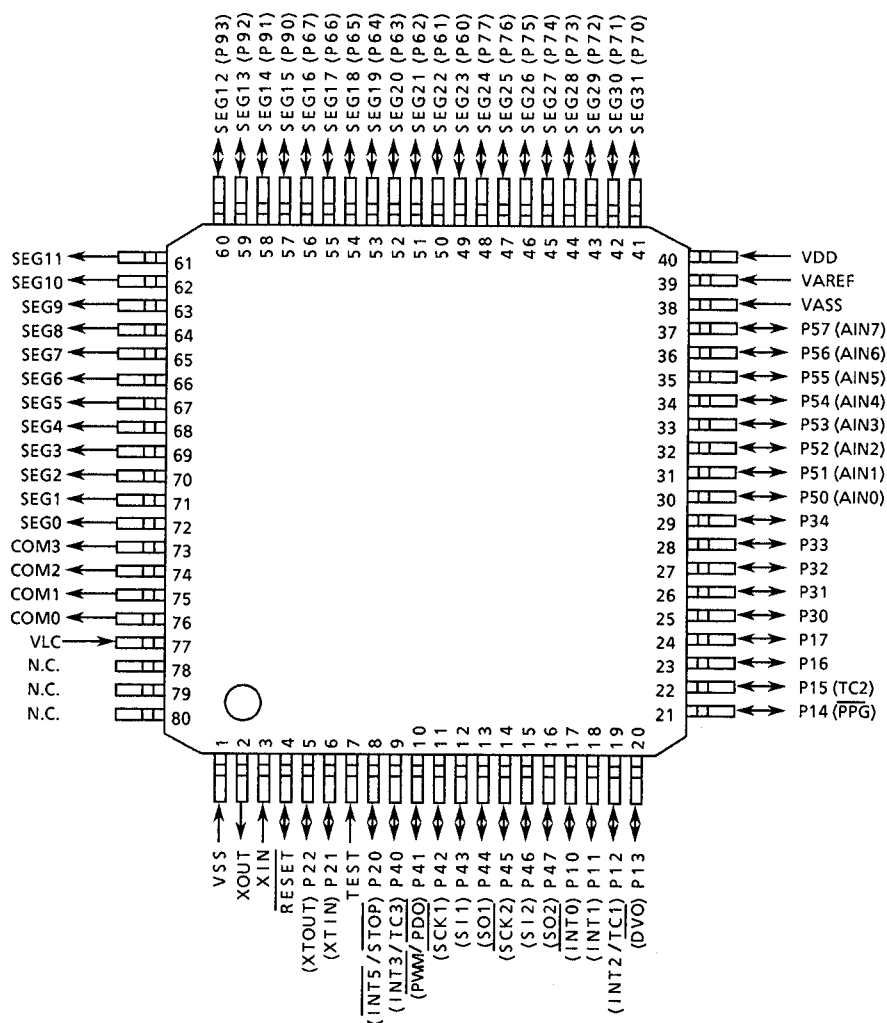 SEG12 (P93)
SEG13 (P92)
SEG14 (P91)
SEG15 (P90)
SEG16 (P67)
SEG17 (P66)
SEG18 (P65)
SEG19 (P64)
SEG20 (P63)
SEG21 (P62)
SEG22 (P61)
SEG23 (P60)
SEG24 (P77)
SEG25 (P76)
SEG26 (P75)
SEG27 (P74)
SEG28 (P73)
SEG29 (P72)
SEG30 (P71)
SEG31 (P70)
60 59 58 57 56 55 54 53 52 51 50 49 48 47 46 45 44 43 42 41
SEG11 61
SEG10 62
SEG9 63
SEG8 64
SEG7 65
SEG6 66
SEG5 67
SEG4 68
SEG3 69
SEG2 70
SEG1 71
SEG0 72
COM3 73
COM2 74
COM1 75
COM0 76
VLC 77
N.C. 78
N.C. 79
N.C. 80
40 VDD
39 VAREF
38 VASS
37 P57 (AIN7)
36 P56 (AIN6)
35 P55 (AIN5)
34 P54 (AIN4)
33 P53 (AIN3)
32 P52 (AIN2)
31 P51 (AIN1)
30 P50 (AIN0)
29 P34
28 P33
27 P32
26 P31
25 P30
24 P17
23 P16
22 P15 (TC2)
21 P14 (PPG)
1 2 3 4 5 6 7 8 9 10 11 12 13 14 15 16 17 18 19 20
VSS
XOUT
XIN
RESET
(XTOUT) P22
(XTIN) P21
TEST
(INT5/STOP) P20
(INT3/TC3) P40
(PWM/PDO) P41
(SCK1) P42
(SI1) P43
(SO1) P44
(SCK2) P45
(SI2) P46
(SO2) P47
(INT0) P10
(INT1) P11
(INT2/TC1) P12
(DVO) P13